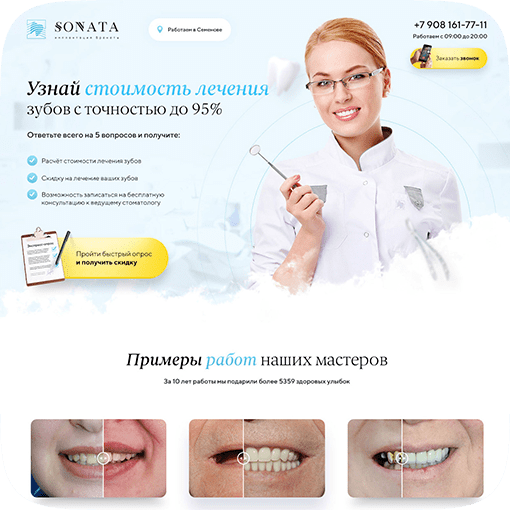 SONATA
Работаем в Семенове
+7 908 161-77-11
Работаем с 09:00 до 20:00
Заказать звонок
Узнай стоимость лечения
зубов с точностью до 95%
Ответьте всего на 5 вопросов и получите:
Расчёт стоимости лечения зубов
Скидку на лечение ваших зубов
Возможность записаться на бесплатную
консультацию к ведущему стоматологу
Пройти быстрый опрос
и получить скидку
Примеры работ наших мастеров
За 10 лет работы мы подарили более 5359 здоровых улыбок